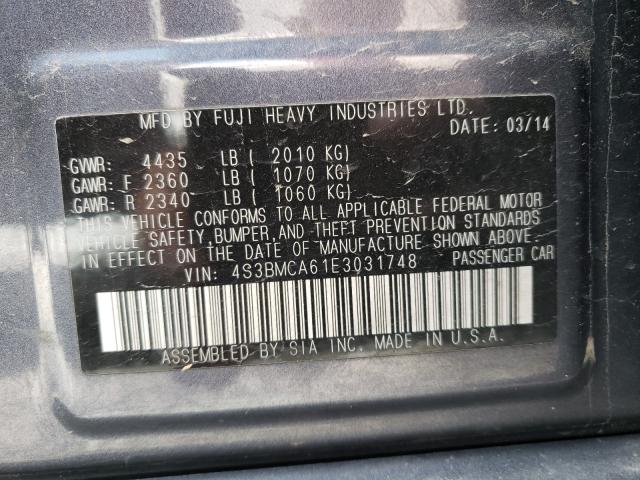 MFD BY FUJI HEAVY INDUSTRIES LTD.
DATE: 03/14
GVWR: 4435 LB ( 2010 KG)
GAWR: F 2360 LB ( 1070 KG)
GAWR: R 2340 LB ( 1060 KG)
THIS VEHICLE CONFORMS TO ALL APPLICABLE FEDERAL MOTOR
VEHICLE SAFETY, BUMPER, AND THEFT PREVENTION STANDARDS
IN EFFECT ON THE DATE OF MANUFACTURE SHOWN ABOVE.
VIN: 4S3BMCA61E3031748 PASSENGER CAR
ASSEMBLED BY SIA INC. MADE IN U.S.A.